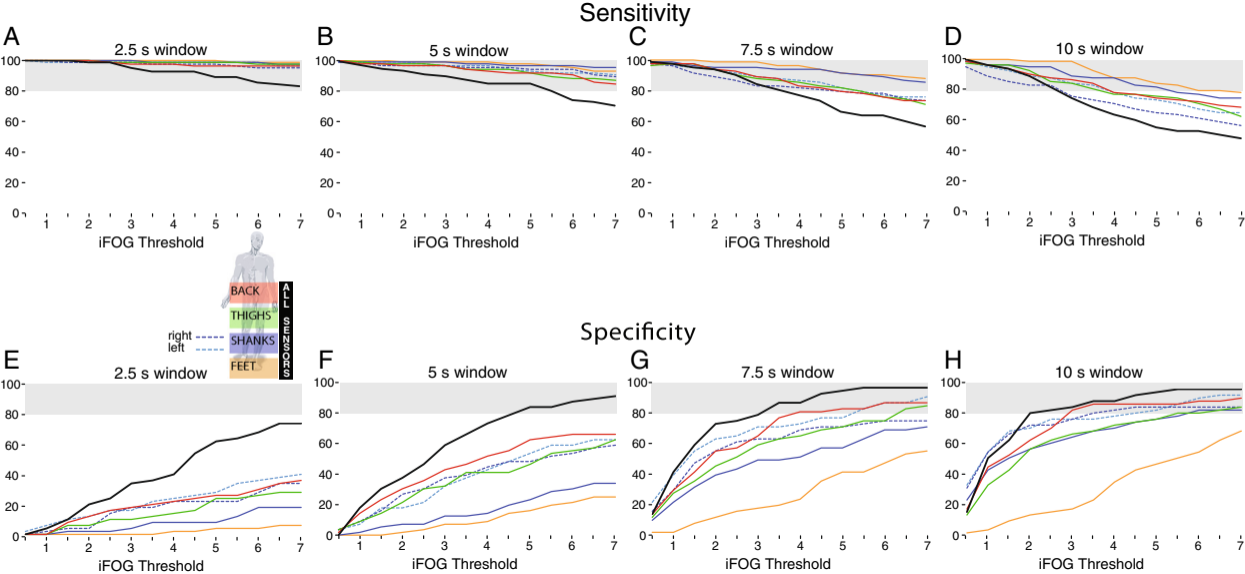 Sensitivity
A
B
C
D
2.5 s window
5 s window
7.5 s window
10 s window
100
80
60
40
20
0
1 2 3 4 5 6 7
iFOG Threshold
100
80
60
40
20
0
1 2 3 4 5 6 7
iFOG Threshold
100
80
60
40
20
0
1 2 3 4 5 6 7
iFOG Threshold
100
80
60
40
20
0
1 2 3 4 5 6 7
iFOG Threshold
BACK
THIGHS
SHANKS
FEET
ALL SENSORS
right
left
Specificity
E
F
G
H
2.5 s window
5 s window
7.5 s window
10 s window
100
80
60
40
20
0
1 2 3 4 5 6 7
iFOG Threshold
100
80
60
40
20
0
1 2 3 4 5 6 7
iFOG Threshold
100
80
60
40
20
0
1 2 3 4 5 6 7
iFOG Threshold
100
80
60
40
20
0
1 2 3 4 5 6 7
iFOG Threshold